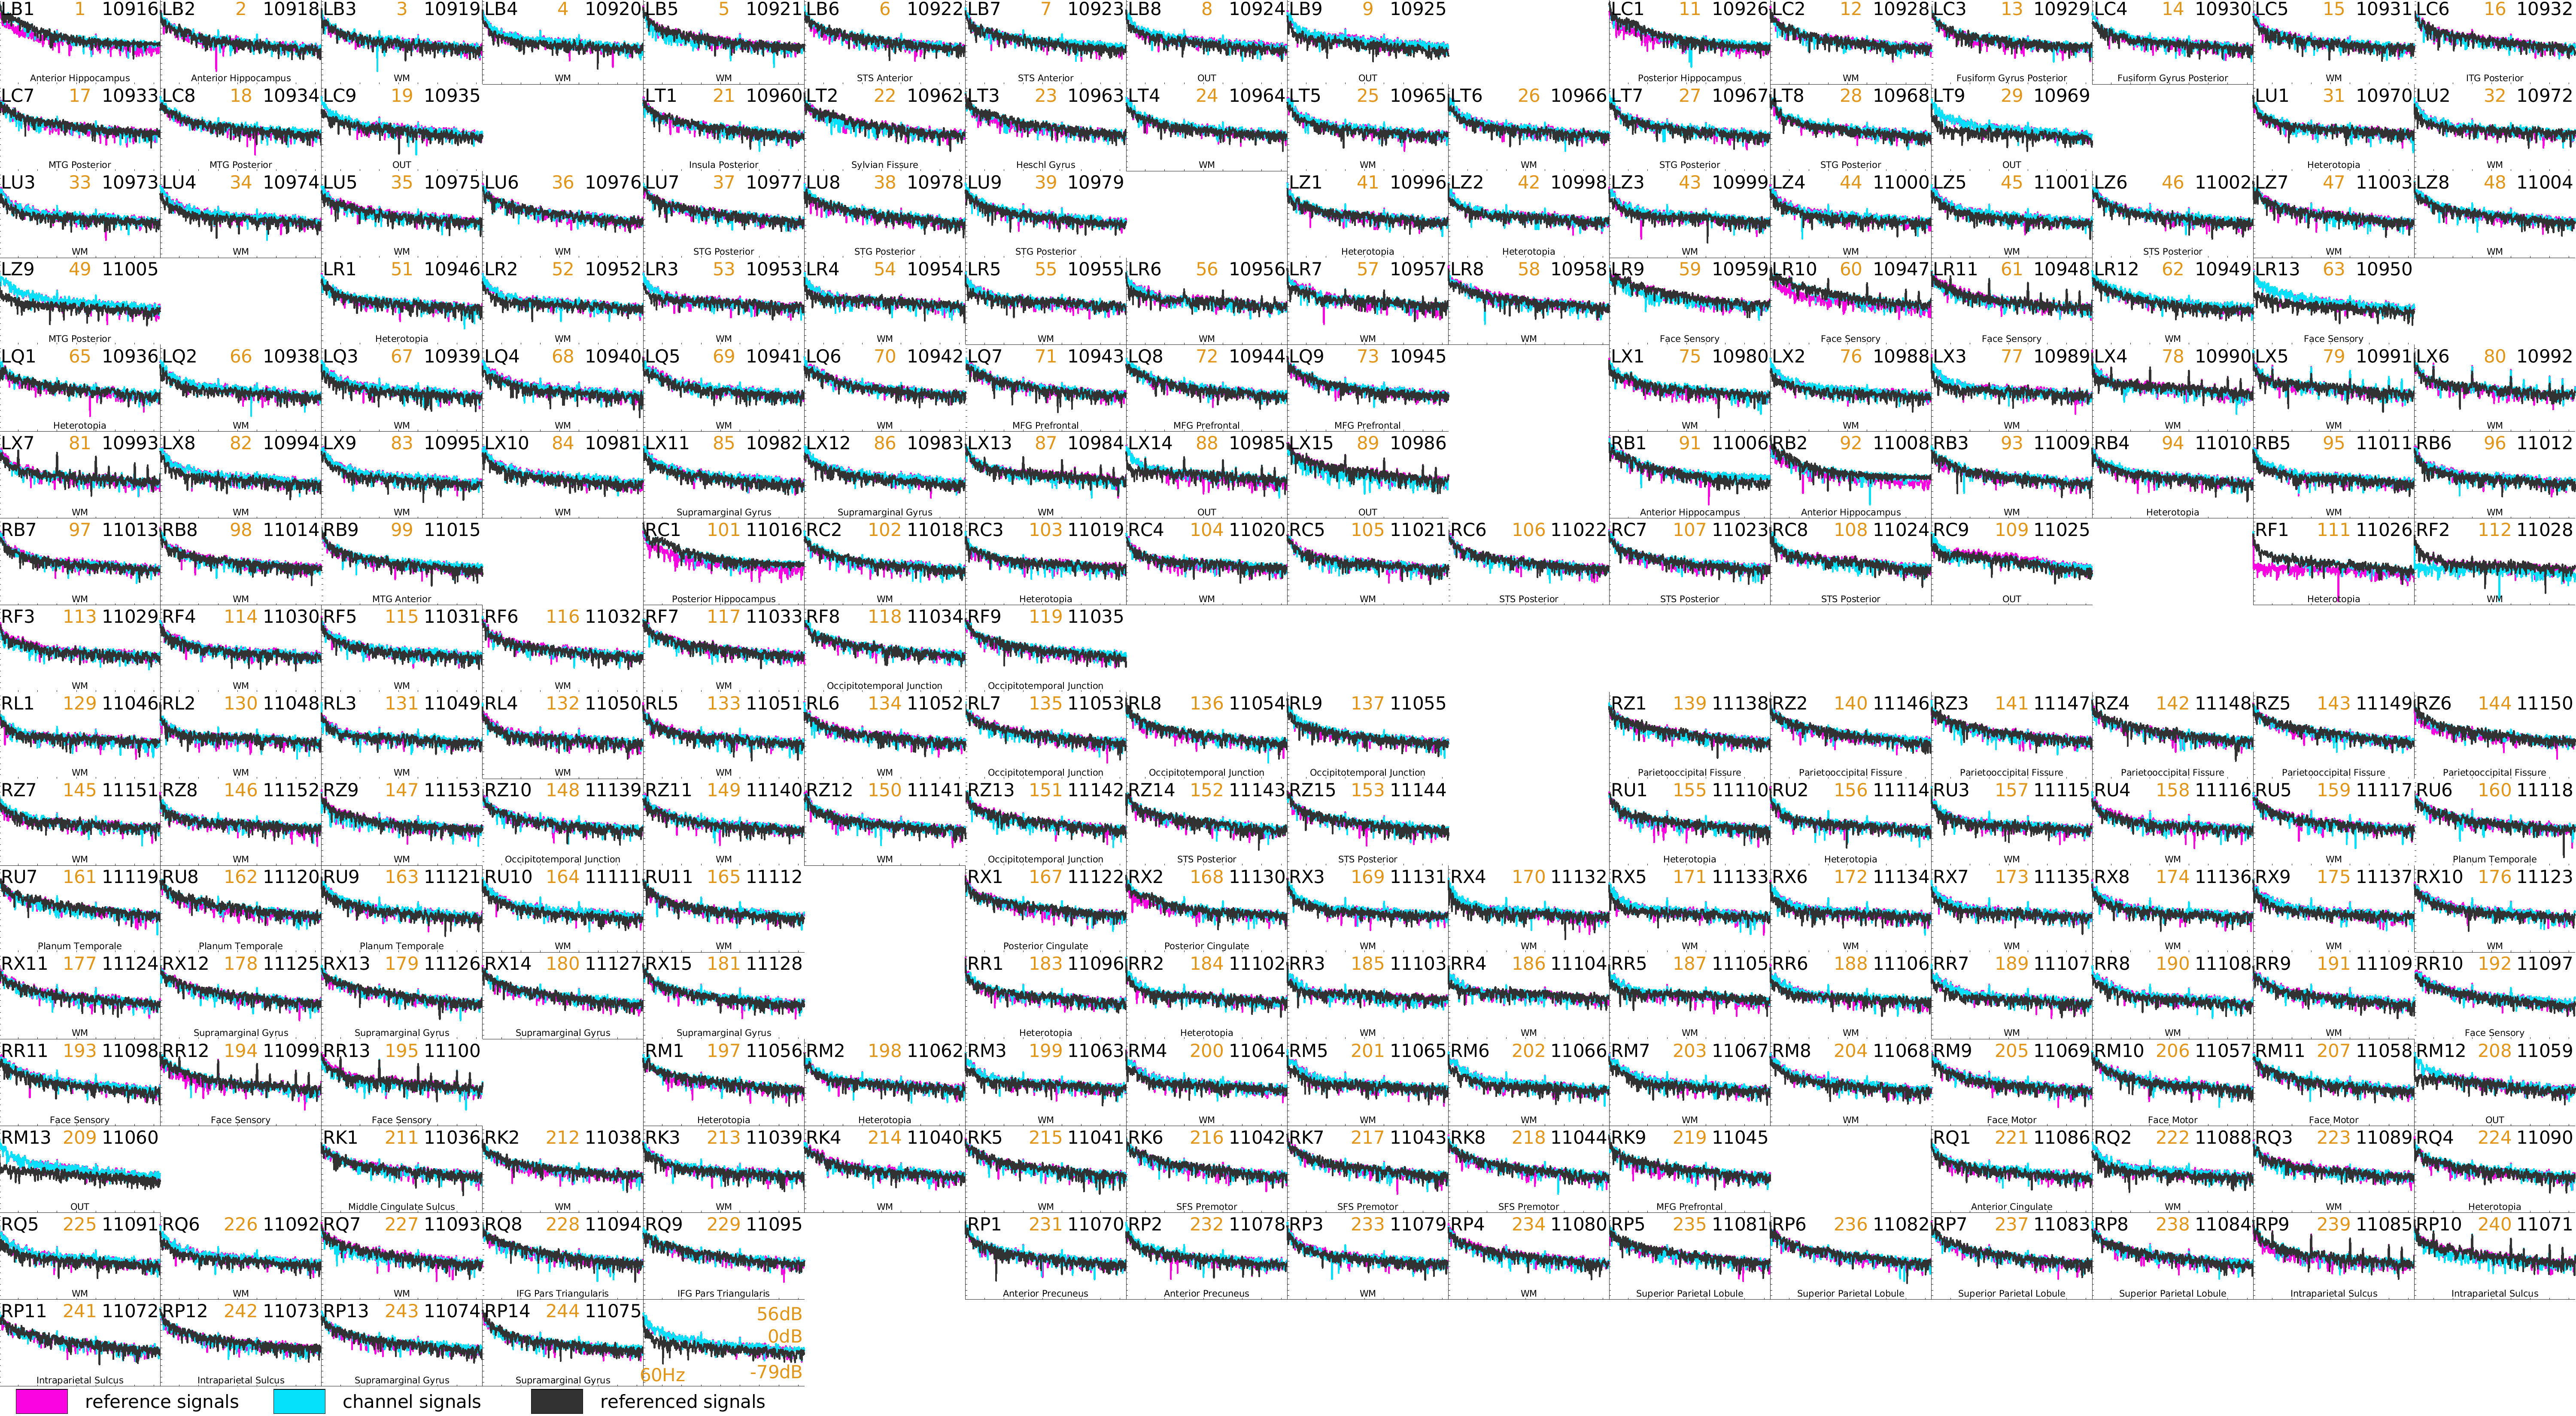 LB1 1 10916 LB2 2 10918 LB3 3 10919 LB4 4 10920 LB5 5 10921 LB6 6 10922 LB7 7 10923 LB8 8 10924 LB9 9 10925 LC1 11 10926 LC2 12 10928 LC3 13 10929 LC4 14 10930 LC5 15 10931 LC6 16 10932
Anterior Hippocampus Anterior Hippocampus WM WM WM STS Anterior STS Anterior OUT OUT Posterior Hippocampus WM Fusiform Gyrus Posterior Fusiform Gyrus Posterior WM ITG Posterior
LC7 17 10933 LC8 18 10934 LC9 19 10935 LT1 21 10960 LT2 22 10962 LT3 23 10963 LT4 24 10964 LT5 25 10965 LT6 26 10966 LT7 27 10967 LT8 28 10968 LT9 29 10969 LU1 31 10970 LU2 32 10972
MTG Posterior MTG Posterior OUT Insula Posterior Sylvian Fissure Heschl Gyrus WM WM WM STG Posterior STG Posterior OUT Heterotopia WM
LU3 33 10973 LU4 34 10974 LU5 35 10975 LU6 36 10976 LU7 37 10977 LU8 38 10978 LU9 39 10979 LZ1 41 10996 LZ2 42 10998 LZ3 43 10999 LZ4 44 11000 LZ5 45 11001 LZ6 46 11002 LZ7 47 11003 LZ8 48 11004
WM WM WM WM STG Posterior STG Posterior STG Posterior Heterotopia Heterotopia WM WM WM STS Posterior WM WM
LZ9 49 11005 LR1 51 10946 LR2 52 10952 LR3 53 10953 LR4 54 10954 LR5 55 10955 LR6 56 10956 LR7 57 10957 LR8 58 10958 LR9 59 10959 LR10 60 10947 LR11 61 10948 LR12 62 10949 LR13 63 10950
MTG Posterior Heterotopia WM WM WM WM WM WM WM Face Sensory Face Sensory Face Sensory WM Face Sensory
LQ1 65 10936 LQ2 66 10938 LQ3 67 10939 LQ4 68 10940 LQ5 69 10941 LQ6 70 10942 LQ7 71 10943 LQ8 72 10944 LQ9 73 10945 LX1 75 10980 LX2 76 10988 LX3 77 10989 LX4 78 10990 LX5 79 10991 LX6 80 10992
Heterotopia WM WM WM WM WM MFG Prefrontal MFG Prefrontal MFG Prefrontal WM WM WM WM WM WM
LX7 81 10993 LX8 82 10994 LX9 83 10995 LX10 84 10981 LX11 85 10982 LX12 86 10983 LX13 87 10984 LX14 88 10985 LX15 89 10986 RB1 91 11006 RB2 92 11008 RB3 93 11009 RB4 94 11010 RB5 95 11011 RB6 96 11012
WM WM WM WM Supramarginal Gyrus Supramarginal Gyrus WM OUT OUT Anterior Hippocampus Anterior Hippocampus WM Heterotopia WM WM
RB7 97 11013 RB8 98 11014 RB9 99 11015 RC1 101 11016 RC2 102 11018 RC3 103 11019 RC4 104 11020 RC5 105 11021 RC6 106 11022 RC7 107 11023 RC8 108 11024 RC9 109 11025 RF1 111 11026 RF2 112 11028
WM WM MTG Anterior Posterior Hippocampus WM Heterotopia WM WM STS Posterior STS Posterior STS Posterior OUT Heterotopia WM
RF3 113 11029 RF4 114 11030 RF5 115 11031 RF6 116 11032 RF7 117 11033 RF8 118 11034 RF9 119 11035
WM WM WM WM WM Occipitotemporal Junction Occipitotemporal Junction
RL1 129 11046 RL2 130 11048 RL3 131 11049 RL4 132 11050 RL5 133 11051 RL6 134 11052 RL7 135 11053 RL8 136 11054 RL9 137 11055 RZ1 139 11138 RZ2 140 11146 RZ3 141 11147 RZ4 142 11148 RZ5 143 11149 RZ6 144 11150
WM WM WM WM WM WM Occipitotemporal Junction Occipitotemporal Junction Occipitotemporal Junction Parietooccipital Fissure Parietooccipital Fissure Parietooccipital Fissure Parietooccipital Fissure Parietooccipital Fissure Parietooccipital Fissure
RZ7 145 11151 RZ8 146 11152 RZ9 147 11153 RZ10 148 11139 RZ11 149 11140 RZ12 150 11141 RZ13 151 11142 RZ14 152 11143 RZ15 153 11144 RU1 155 11110 RU2 156 11114 RU3 157 11115 RU4 158 11116 RU5 159 11117 RU6 160 11118
WM WM WM Occipitotemporal Junction WM WM Occipitotemporal Junction STS Posterior STS Posterior Heterotopia Heterotopia WM WM WM Planum Temporale
RU7 161 11119 RU8 162 11120 RU9 163 11121 RU10 164 11111 RU11 165 11112 RX1 167 11122 RX2 168 11130 RX3 169 11131 RX4 170 11132 RX5 171 11133 RX6 172 11134 RX7 173 11135 RX8 174 11136 RX9 175 11137 RX10 176 11123
Planum Temporale Planum Temporale Planum Temporale WM WM Posterior Cingulate Posterior Cingulate WM WM WM WM WM WM WM WM
RX11 177 11124 RX12 178 11125 RX13 179 11126 RX14 180 11127 RX15 181 11128 RR1 183 11096 RR2 184 11102 RR3 185 11103 RR4 186 11104 RR5 187 11105 RR6 188 11106 RR7 189 11107 RR8 190 11108 RR9 191 11109 RR10 192 11097
WM Supramarginal Gyrus Supramarginal Gyrus Supramarginal Gyrus Supramarginal Gyrus Heterotopia Heterotopia WM WM WM WM WM WM WM Face Sensory
RR11 193 11098 RR12 194 11099 RR13 195 11100 RM1 197 11056 RM2 198 11062 RM3 199 11063 RM4 200 11064 RM5 201 11065 RM6 202 11066 RM7 203 11067 RM8 204 11068 RM9 205 11069 RM10 206 11057 RM11 207 11058 RM12 208 11059
Face Sensory Face Sensory Face Sensory Heterotopia Heterotopia WM WM WM WM WM WM Face Motor Face Motor Face Motor OUT
RM13 209 11060 RK1 211 11036 RK2 212 11038 RK3 213 11039 RK4 214 11040 RK5 215 11041 RK6 216 11042 RK7 217 11043 RK8 218 11044 RK9 219 11045 RQ1 221 11086 RQ2 222 11088 RQ3 223 11089 RQ4 224 11090
OUT Middle Cingulate Sulcus WM WM WM WM SFS Premotor SFS Premotor SFS Premotor MFG Prefrontal Anterior Cingulate WM WM Heterotopia
RQ5 225 11091 RQ6 226 11092 RQ7 227 11093 RQ8 228 11094 RQ9 229 11095 RP1 231 11070 RP2 232 11078 RP3 233 11079 RP4 234 11080 RP5 235 11081 RP6 236 11082 RP7 237 11083 RP8 238 11084 RP9 239 11085 RP10 240 11071
WM WM WM IFG Pars Triangularis IFG Pars Triangularis Anterior Precuneus Anterior Precuneus WM WM Superior Parietal Lobule Superior Parietal Lobule Superior Parietal Lobule Superior Parietal Lobule Intraparietal Sulcus Intraparietal Sulcus
RP11 241 11072 RP12 242 11073 RP13 243 11074 RP14 244 11075 56dB
0dB
60Hz -79dB
Intraparietal Sulcus Intraparietal Sulcus Supramarginal Gyrus Supramarginal Gyrus
reference signals channel signals referenced signals